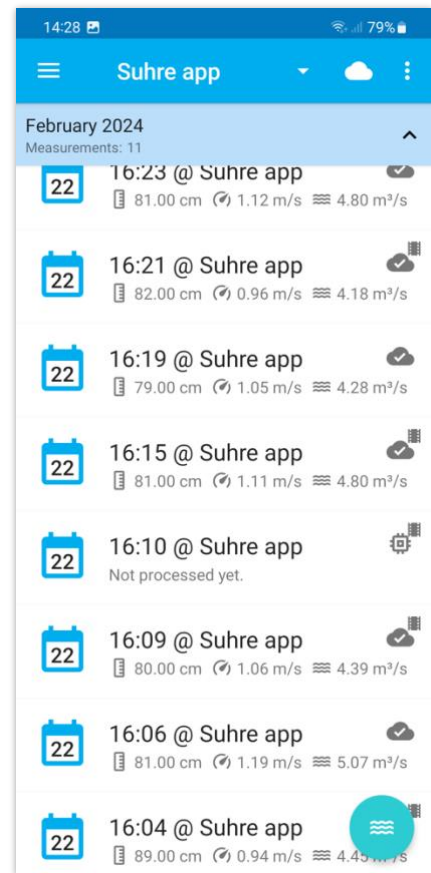 14:28 79%
Suhre app
February 2024
Measurements: 11
22
16:23 @ Suhre app
81.00 cm 1.12 m/s 4.80 m³/s
22
16:21 @ Suhre app
82.00 cm 0.96 m/s 4.18 m³/s
22
16:19 @ Suhre app
79.00 cm 1.05 m/s 4.28 m³/s
22
16:15 @ Suhre app
81.00 cm 1.11 m/s 4.80 m³/s
22
16:10 @ Suhre app
Not processed yet.
22
16:09 @ Suhre app
80.00 cm 1.06 m/s 4.39 m³/s
22
16:06 @ Suhre app
81.00 cm 1.19 m/s 5.07 m³/s
22
16:04 @ Suhre app
89.00 cm 0.94 m/s 4.45 m³/s